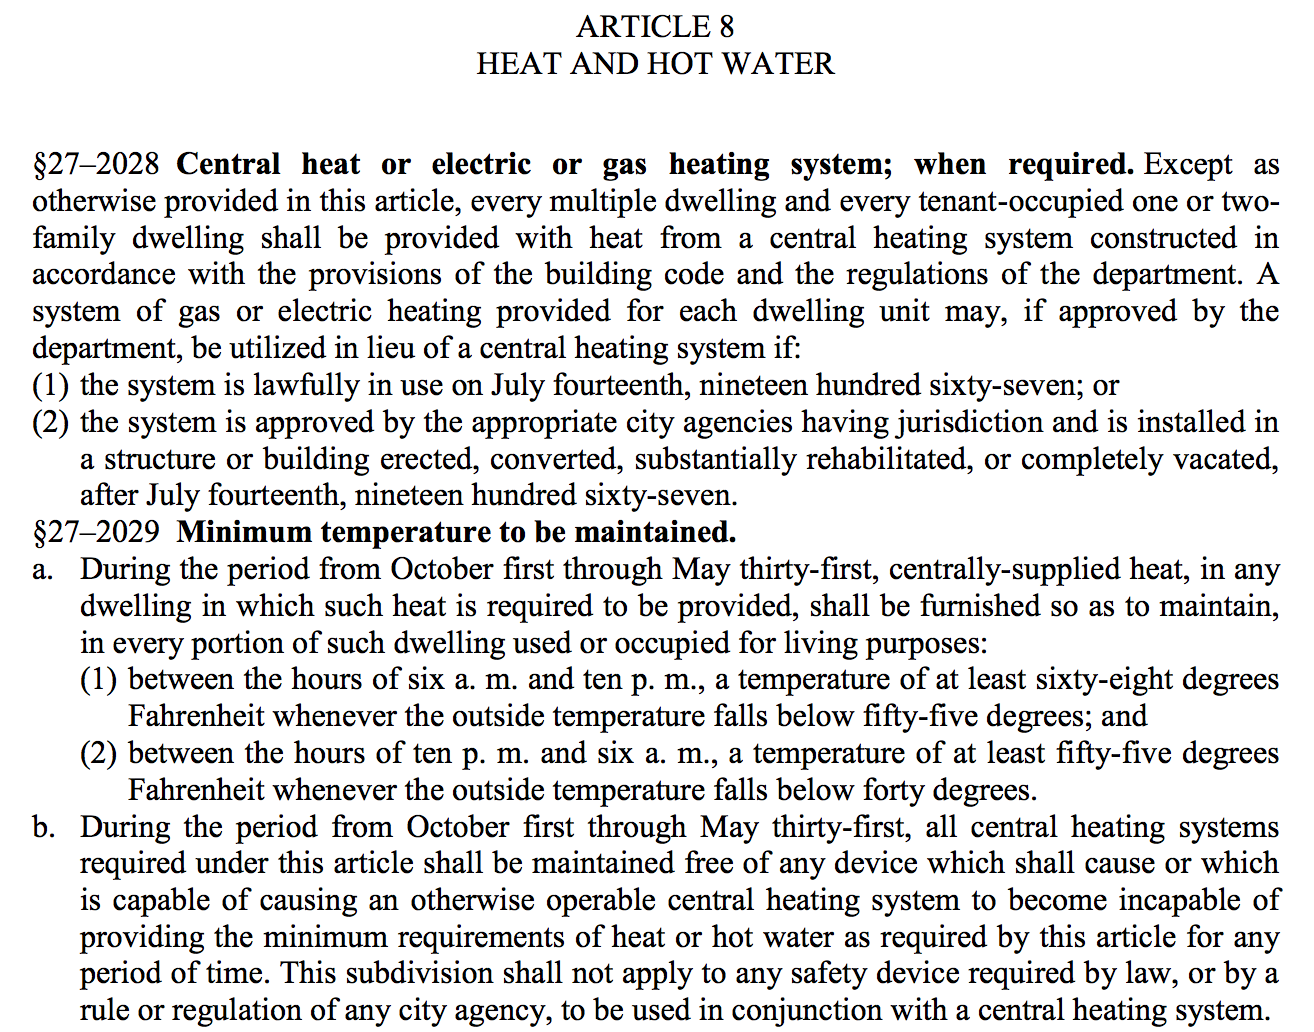 ARTICLE 8
HEAT AND HOT WATER
§27–2028 Central heat or electric or gas heating system; when required. Except as
otherwise provided in this article, every multiple dwelling and every tenant-occupied one or two-
family dwelling shall be provided with heat from a central heating system constructed in
accordance with the provisions of the building code and the regulations of the department. A
system of gas or electric heating provided for each dwelling unit may, if approved by the
department, be utilized in lieu of a central heating system if:
(1) the system is lawfully in use on July fourteenth, nineteen hundred sixty-seven; or
(2) the system is approved by the appropriate city agencies having jurisdiction and is installed in
a structure or building erected, converted, substantially rehabilitated, or completely vacated,
after July fourteenth, nineteen hundred sixty-seven.
§27–2029 Minimum temperature to be maintained.
a. During the period from October first through May thirty-first, centrally-supplied heat, in any
dwelling in which such heat is required to be provided, shall be furnished so as to maintain,
in every portion of such dwelling used or occupied for living purposes:
(1) between the hours of six a. m. and ten p. m., a temperature of at least sixty-eight degrees
Fahrenheit whenever the outside temperature falls below fifty-five degrees; and
(2) between the hours of ten p. m. and six a. m., a temperature of at least fifty-five degrees
Fahrenheit whenever the outside temperature falls below forty degrees.
b. During the period from October first through May thirty-first, all central heating systems
required under this article shall be maintained free of any device which shall cause or which
is capable of causing an otherwise operable central heating system to become incapable of
providing the minimum requirements of heat or hot water as required by this article for any
period of time. This subdivision shall not apply to any safety device required by law, or by a
rule or regulation of any city agency, to be used in conjunction with a central heating system.